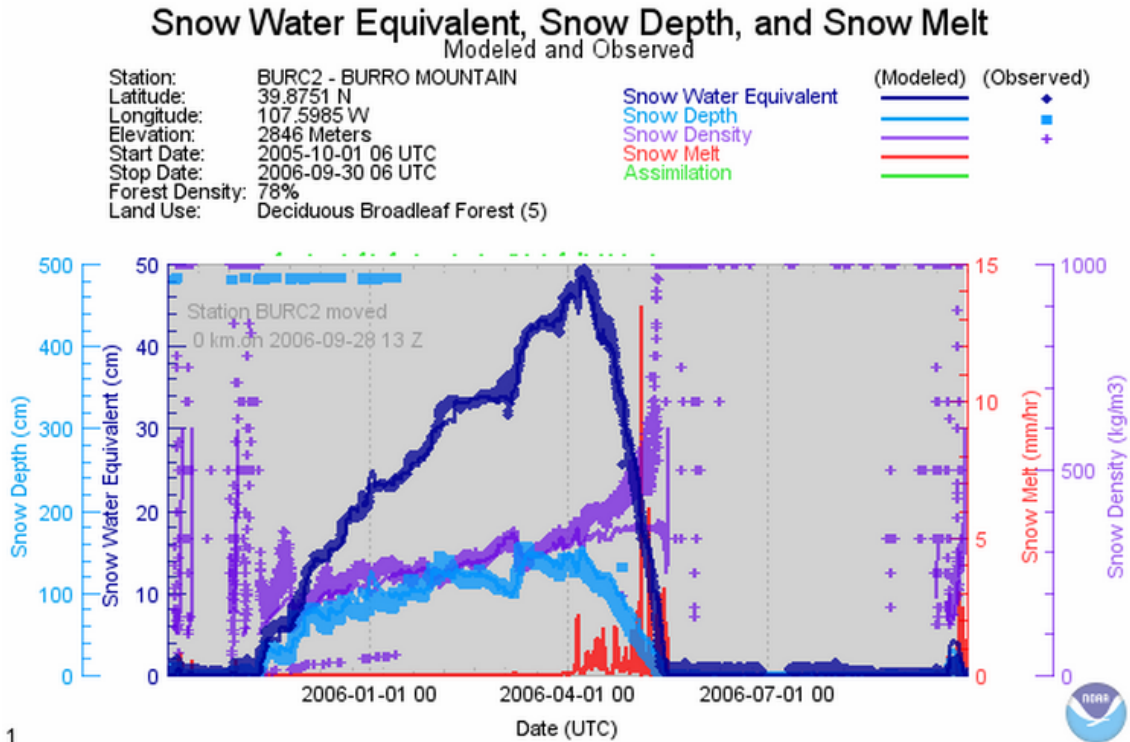 Snow Water Equivalent, Snow Depth, and Snow Melt
Modeled and Observed
Station: BURC2 - BURRO MOUNTAIN
Latitude: 39.8751 N
Longitude: 107.5985 W
Elevation: 2846 Meters
Start Date: 2005-10-01 06 UTC
Stop Date: 2006-09-30 06 UTC
Forest Density: 78%
Land Use: Deciduous Broadleaf Forest (5)
(Modeled) (Observed)
Snow Water Equivalent
Snow Depth
Snow Density
Snow Melt
Assimilation
Snow Depth (cm)
500
400
300
200
100
0
Snow Water Equivalent (cm)
50
40
30
20
10
0
Station BURC2 moved
0 km.on 2006-09-28 13 Z
15
10
5
0
Snow Melt (mm/hr)
1000
500
0
Snow Density (kg/m3)
2006-01-01 00 2006-04-01 00 2006-07-01 00
Date (UTC)
NOAA
1